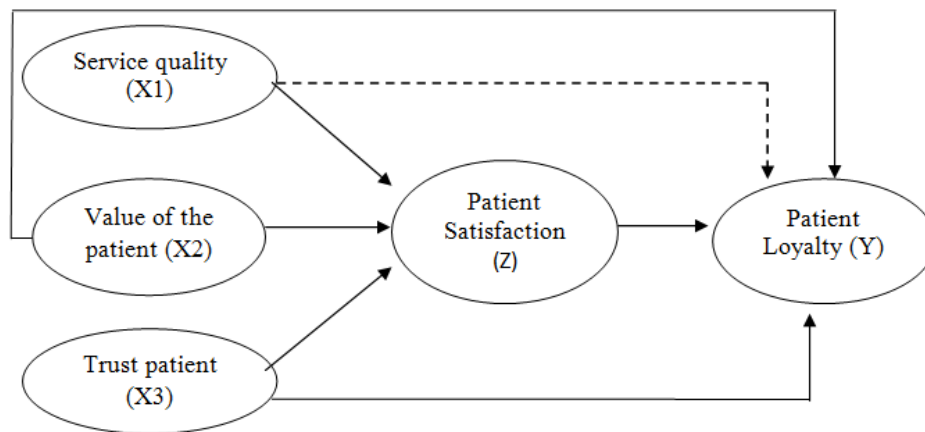 Service quality
(X1)
Value of the
patient (X2)
Trust patient
(X3)
Patient
Satisfaction
(Z)
Patient
Loyalty (Y)